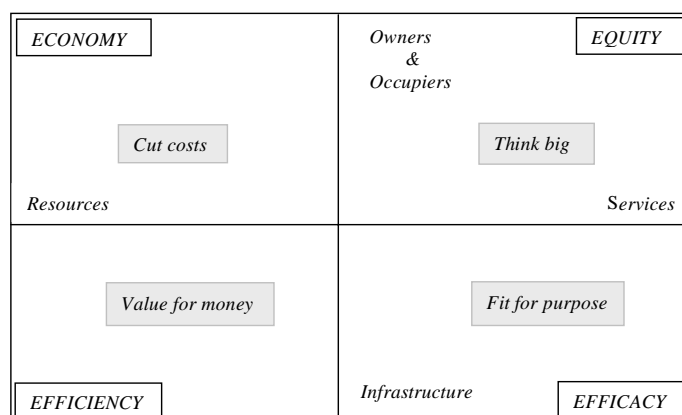 ECONOMY
Owners
&
Occupiers
EQUITY
Cut costs
Think big
Resources
Services
Value for money
Fit for purpose
EFFICIENCY
Infrastructure
EFFICACY